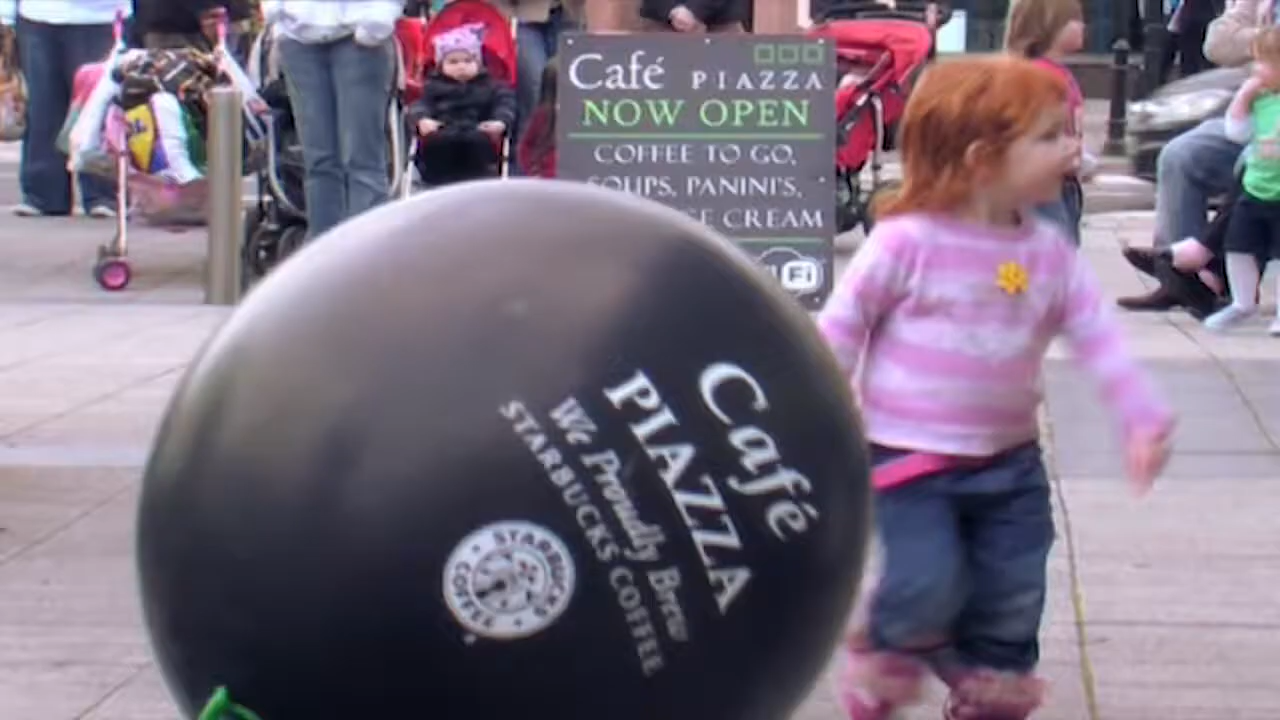 Café PIAZZA
NOW OPEN
COFFEE TO GO,
SOUPS, PANINI'S,
CREAM
Fi
Café
PIAZZA
We Proudly Brew
STARBUCKS COFFEE
STARBUCKS
COFFEE